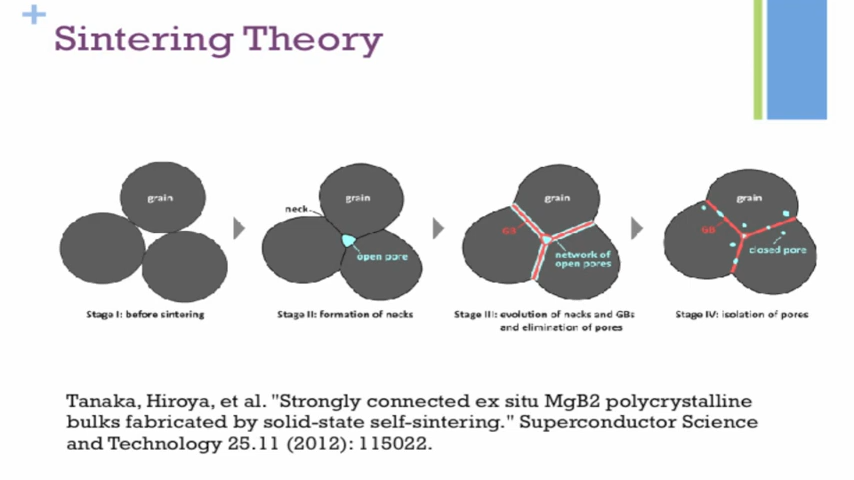 +
Sintering Theory
grain
Stage I: before sintering
grain
neck
open pore
Stage II: formation of necks
grain
GB
network of
open pores
Stage III: evolution of necks and GBs
and elimination of pores
grain
GB
closed pore
Stage IV: isolation of pores
Tanaka, Hiroya, et al. "Strongly connected ex situ MgB2 polycrystalline
bulks fabricated by solid-state self-sintering." Superconductor Science
and Technology 25.11 (2012): 115022.